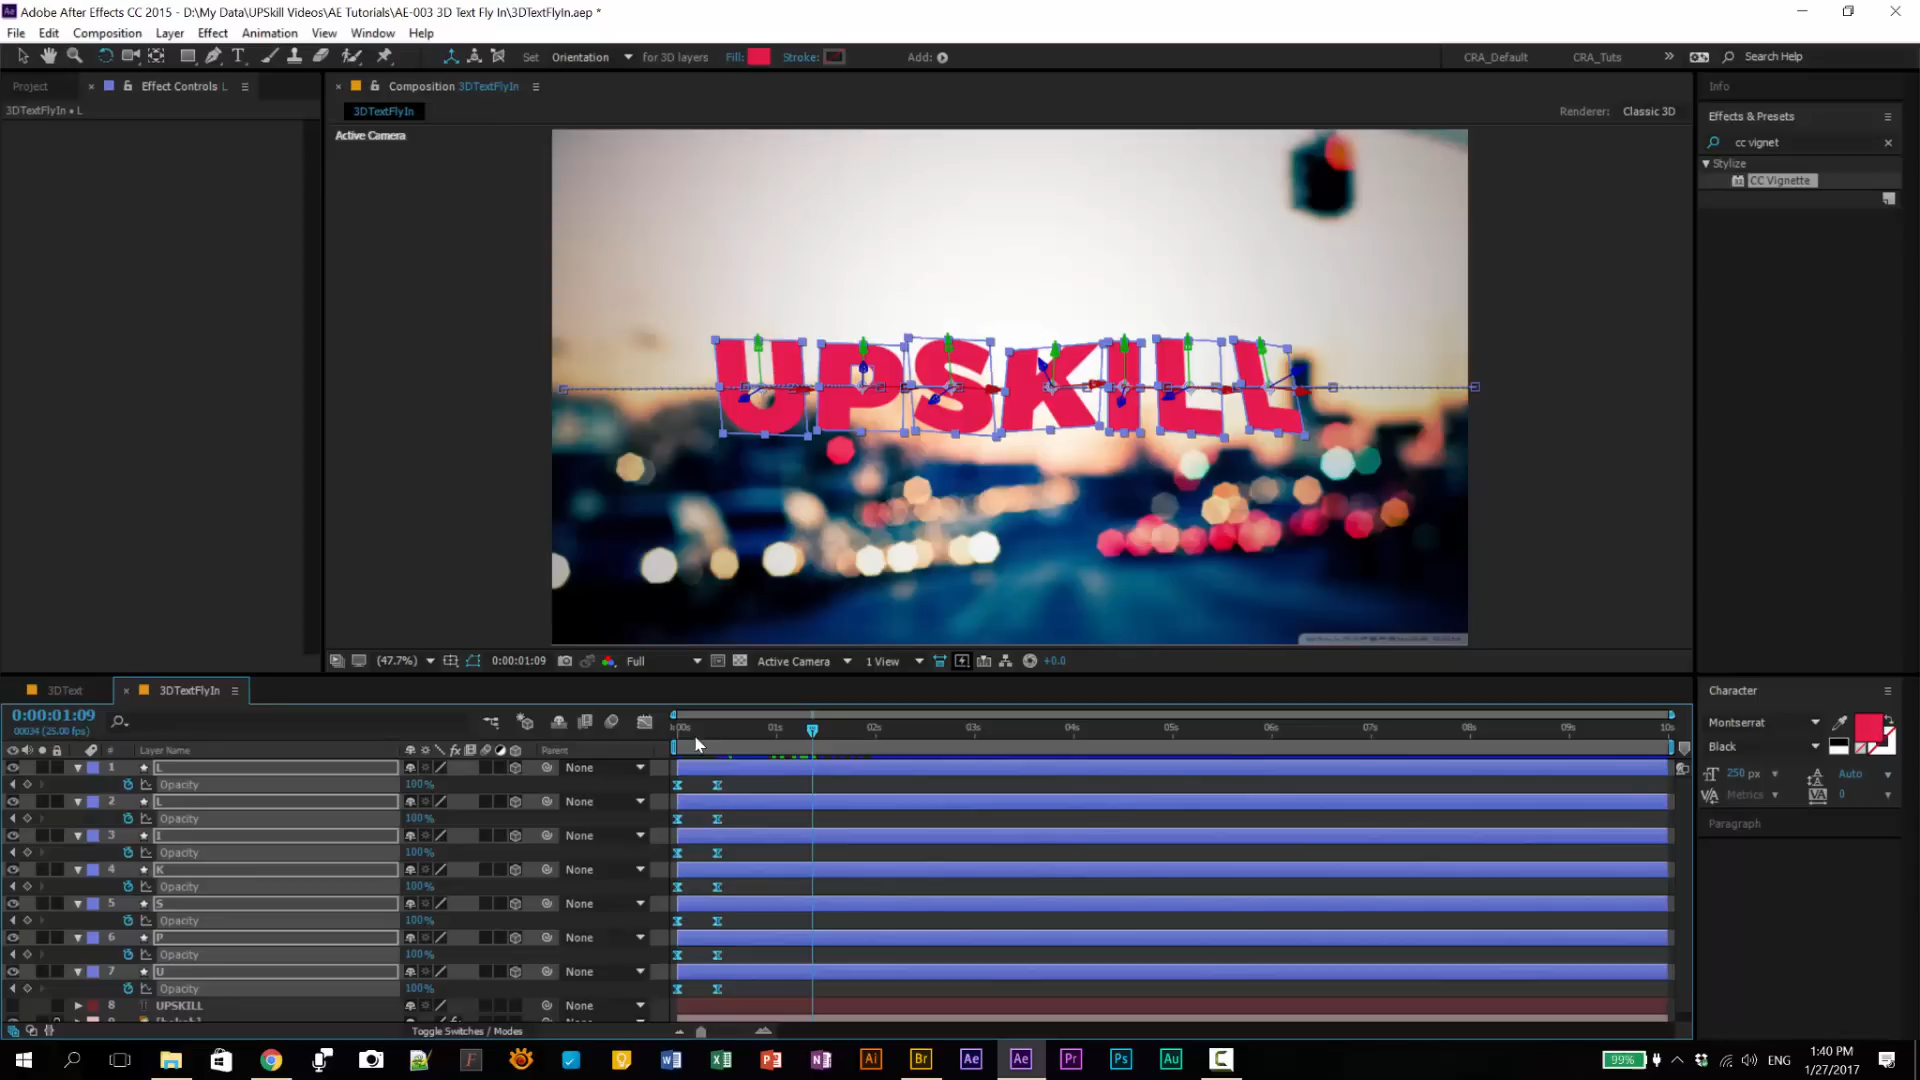 Adobe After Effects CC 2015 - D:\My Data\UPSkill Videos\AE Tutorials\AE-003 3D Text Fly In\3DTextFlyIn.aep *
File Edit Composition Layer Effect Animation View Window Help
Set Orientation for 3D layers Fill: Stroke: Add: CRA_Default CRA_Tuts Search Help
Project Effect Controls L Composition 3DTextFlyIn Info
3DTextFlyIn • L 3DTextFlyIn Renderer: Classic 3D
Active Camera
Effects & Presets
cc vignet
Stylize
CC Vignette
UPSKILL
(47.7%) 0:00:01:09 Full Active Camera 1 View +0.0
3DText 3DTextFlyIn
0:00:01:09
00034 (25.00 fps)
:00s 01s 02s 03s 04s 05s 06s 07s 08s 09s 10s
# Layer Name Parent
1 L None
Opacity 100%
2 L None
Opacity 100%
3 I None
Opacity 100%
4 K None
Opacity 100%
5 S None
Opacity 100%
6 P None
Opacity 100%
7 U None
Opacity 100%
8 UPSKILL None
Toggle Switches / Modes
Character
Montserrat
Black
250 px Auto
Metrics 0
Paragraph
Ai Br Ae Ae Pr Ps Au
99% ENG 1:40 PM
1/27/2017